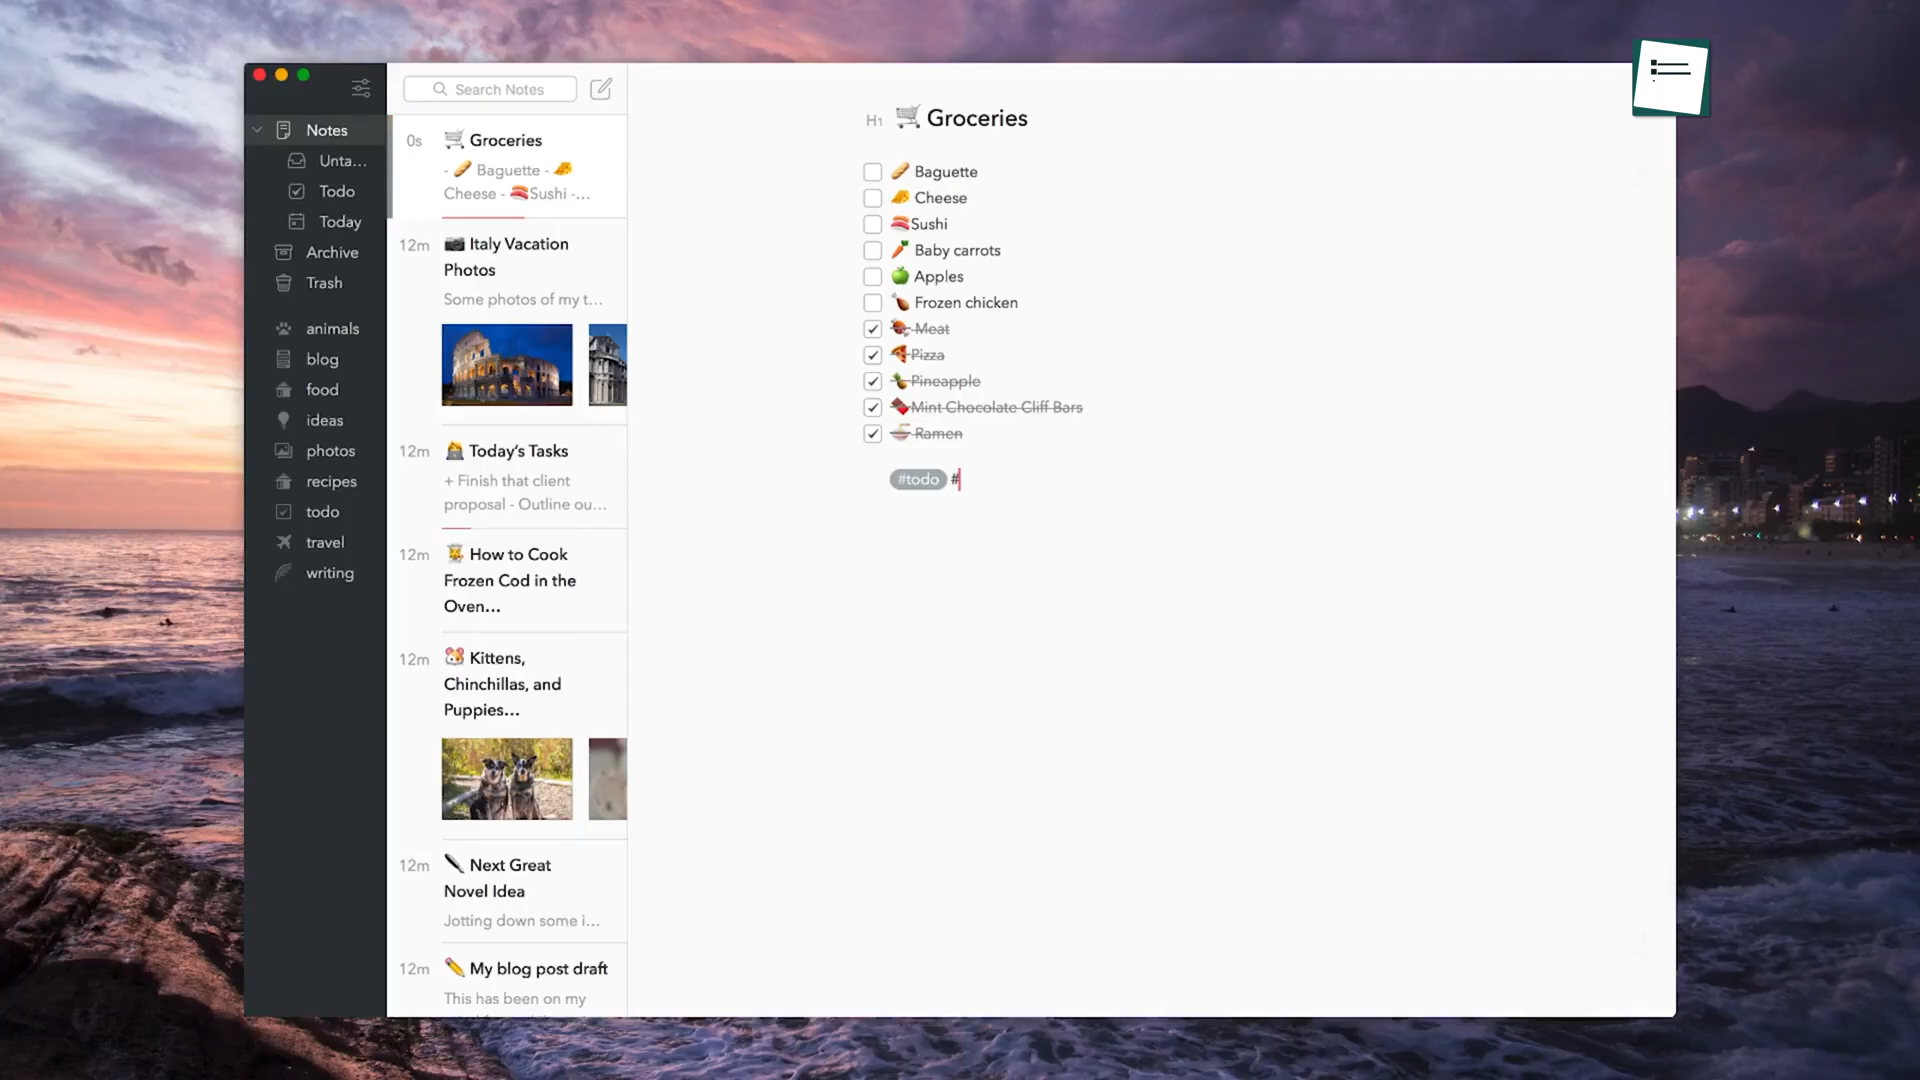 Notes
Unta...
Todo
Today
Archive
Trash
animals
blog
food
ideas
photos
recipes
todo
travel
writing
Search Notes
0s
🛒 Groceries
- 🥖 Baguette - 🧀
Cheese - 🍣Sushi -...
12m
📷 Italy Vacation
Photos
Some photos of my t...
12m
Today's Tasks
+ Finish that client
proposal - Outline ou...
12m
How to Cook
Frozen Cod in the
Oven...
12m
🐹 Kittens,
Chinchillas, and
Puppies...
12m
Next Great
Novel Idea
Jotting down some i...
12m
✏️ My blog post draft
This has been on my
H1 🛒 Groceries
🥖 Baguette
🧀 Cheese
🍣Sushi
🥕 Baby carrots
🍏 Apples
🍗 Frozen chicken
🍖 Meat
🍕Pizza
🍍Pineapple
🍫Mint Chocolate Cliff Bars
🍜 Ramen
#todo #